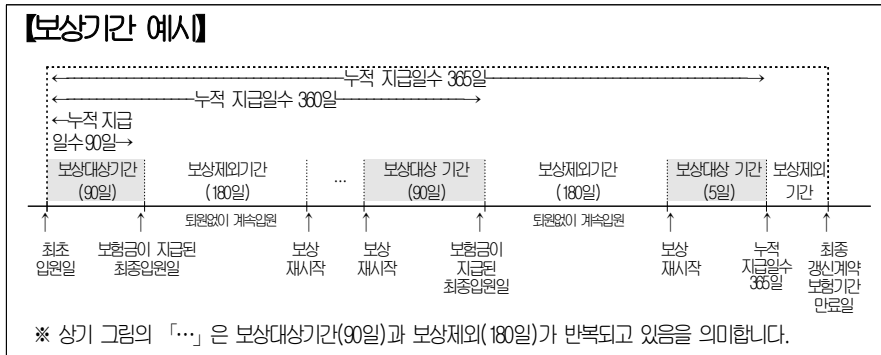 【보상기간 예시】
누적 지급일수 365일
누적 지급일수 360일
누적 지급
일수 90일
보상대상기간
(90일)
보상제외기간
(180일)
...
보상대상 기간
(90일)
보상제외기간
(180일)
보상대상 기간
(5일)
보상제외
기간
퇴원없이 계속입원
퇴원없이 계속입원
최초
입원일
보험금이 지급된
최종입원일
보상
재시작
보상
재시작
보험금이
지급된
최종입원일
보상
재시작
누적
지급일수
365일
최종
갱신계약
보험기간
만료일
※ 상기 그림의 「…」은 보상대상기간(90일)과 보상제외(180일)가 반복되고 있음을 의미합니다.